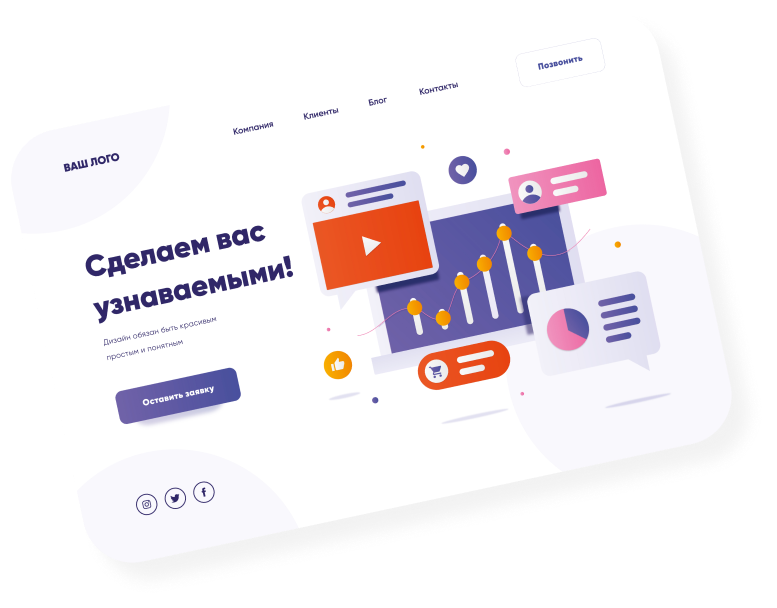 ВАШ ЛОГО
Компания
Клиенты
Блог
Контакты
Позвонить
Сделаем вас
узнаваемыми!
Дизайн обязан быть красивым
простым и понятным
Оставить заявку